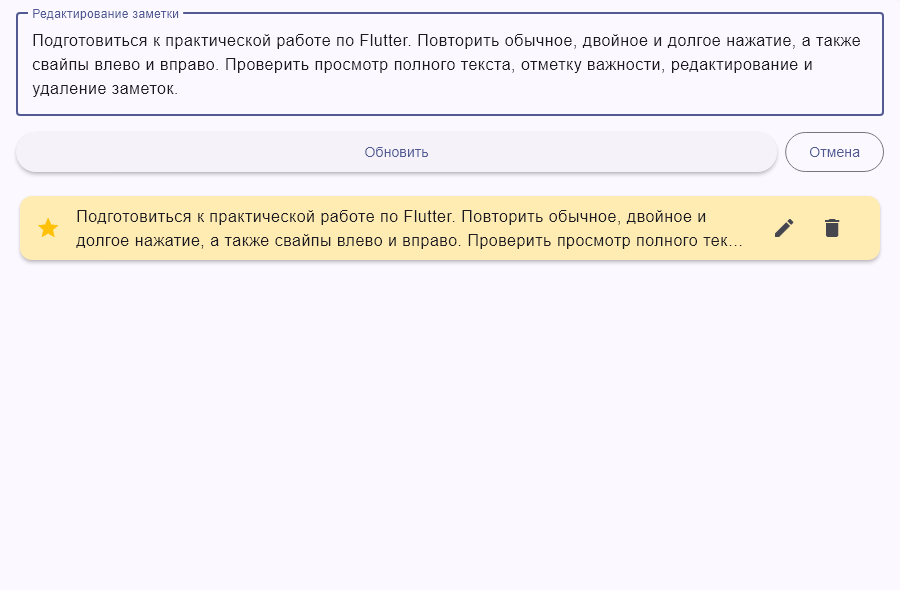 Редактирование заметки
Подготовиться к практической работе по Flutter. Повторить обычное, двойное и долгое нажатие, а также
свайпы влево и вправо. Проверить просмотр полного текста, отметку важности, редактирование и
удаление заметок.
Обновить
Отмена
Подготовиться к практической работе по Flutter. Повторить обычное, двойное и
долгое нажатие, а также свайпы влево и вправо. Проверить просмотр полного тек…